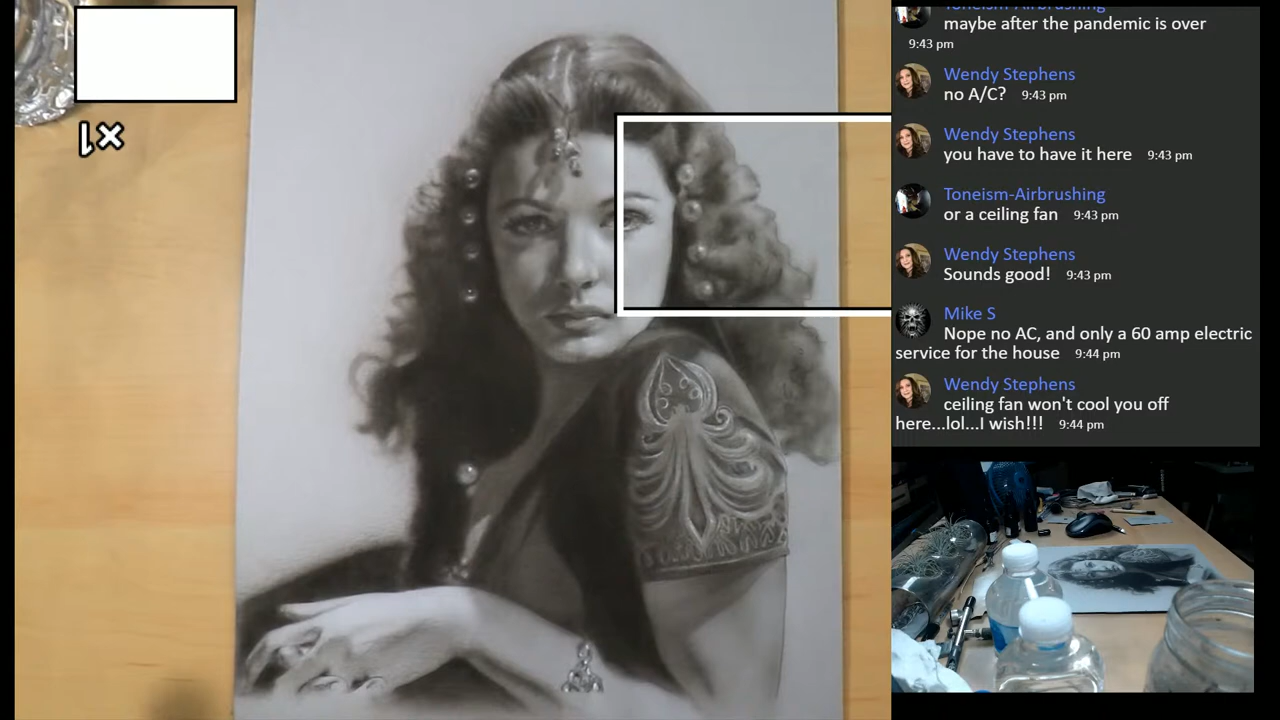 Toneism-Airbrushing
maybe after the pandemic is over
9:43 pm
Wendy Stephens
no A/C? 9:43 pm
Wendy Stephens
you have to have it here 9:43 pm
Toneism-Airbrushing
or a ceiling fan 9:43 pm
Wendy Stephens
Sounds good! 9:43 pm
Mike S
Nope no AC, and only a 60 amp electric
service for the house 9:44 pm
Wendy Stephens
ceiling fan won't cool you off
here...lol...I wish!!! 9:44 pm
1×